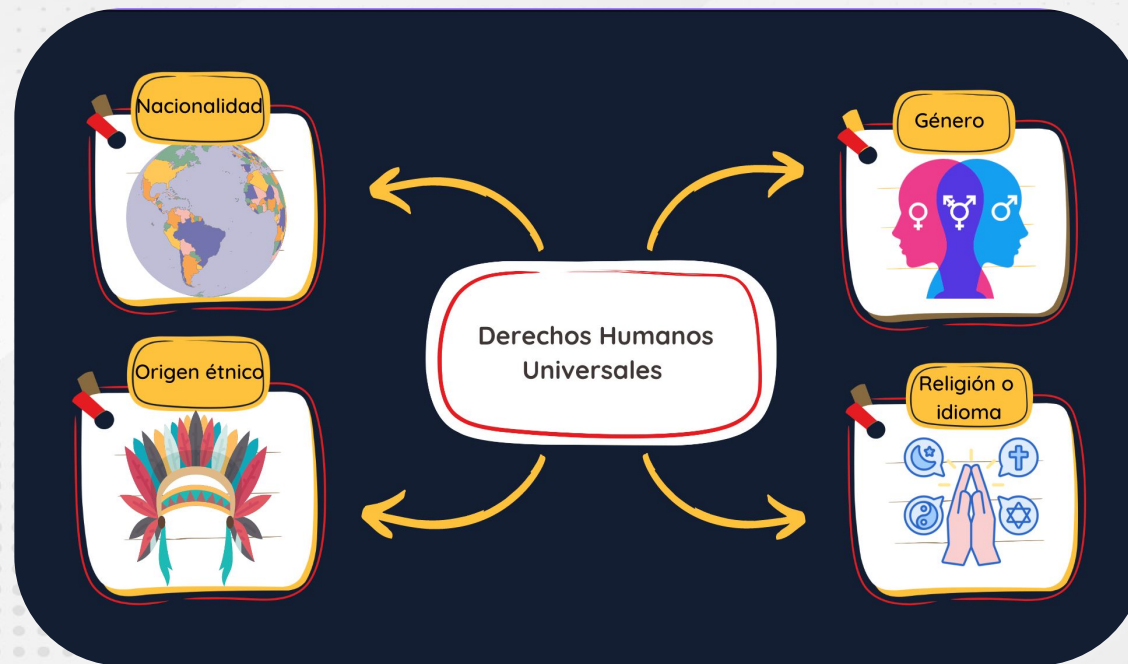 Nacionalidad
Género
Derechos Humanos
Universales
Origen étnico
Religión o
idioma